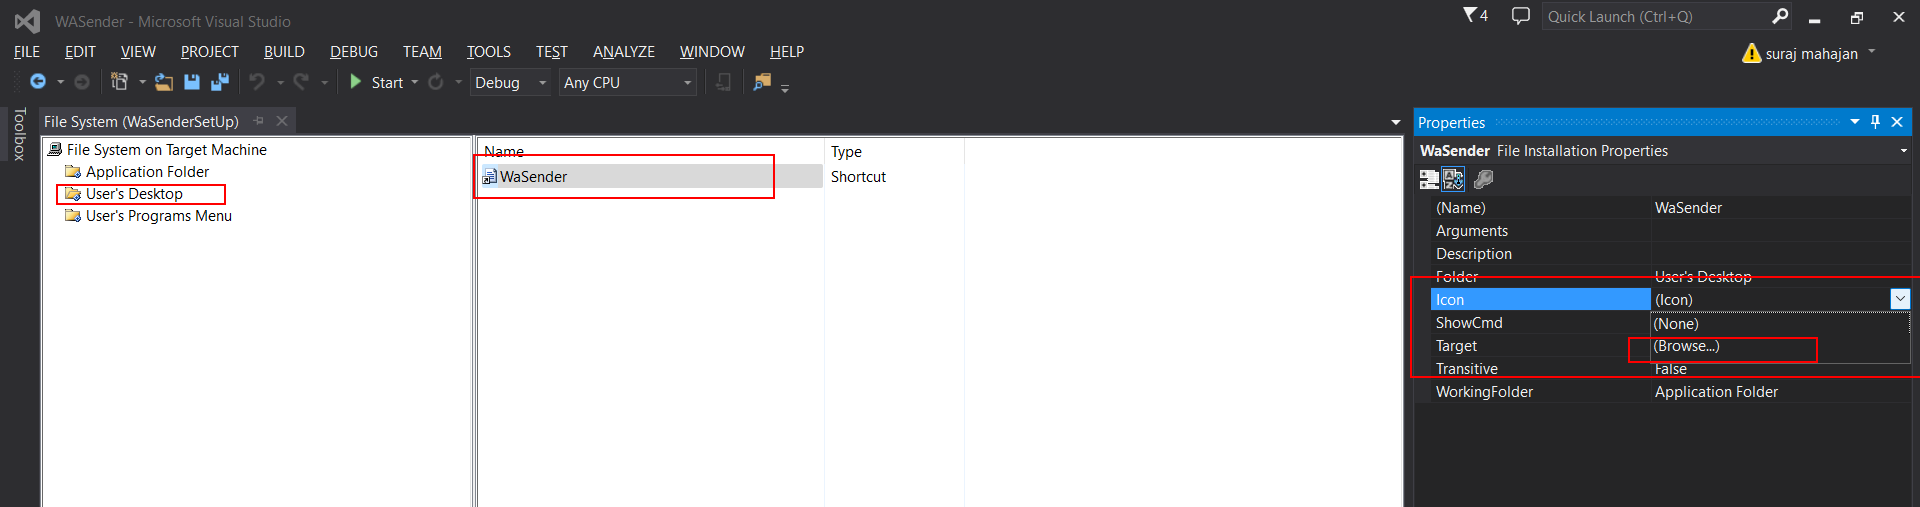 WASender - Microsoft Visual Studio
4
Quick Launch (Ctrl+Q)
FILE EDIT VIEW PROJECT BUILD DEBUG TEAM TOOLS TEST ANALYZE WINDOW HELP
suraj mahajan
Start Debug Any CPU
Toolbox
File System (WaSenderSetUp)
File System on Target Machine
Application Folder
User's Desktop
User's Programs Menu
Name Type
WaSender Shortcut
Properties
WaSender File Installation Properties
(Name) WaSender
Arguments
Description
Folder User's Desktop
Icon (Icon)
ShowCmd (None)
Target (Browse...)
Transitive False
WorkingFolder Application Folder